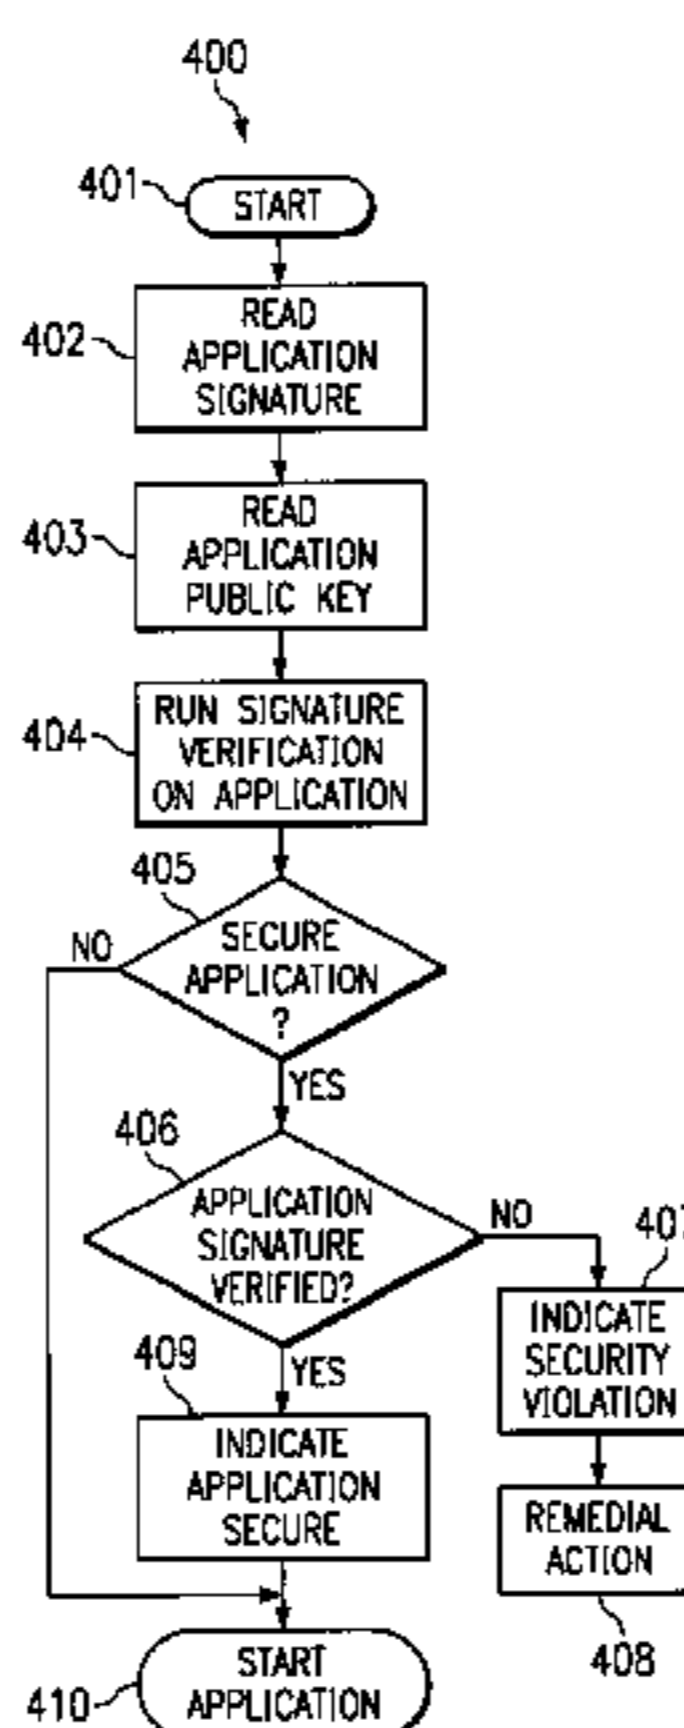 400
401
START
402
READ
APPLICATION
SIGNATURE
403
READ
APPLICATION
PUBLIC KEY
404
RUN SIGNATURE
VERIFICATION
ON APPLICATION
405
NO
SECURE
APPLICATION
?
YES
406
APPLICATION
SIGNATURE
VERIFIED?
NO
407
INDICATE
SECURITY
VIOLATION
YES
409
INDICATE
APPLICATION
SECURE
REMEDIAL
ACTION
408
START
APPLICATION
410